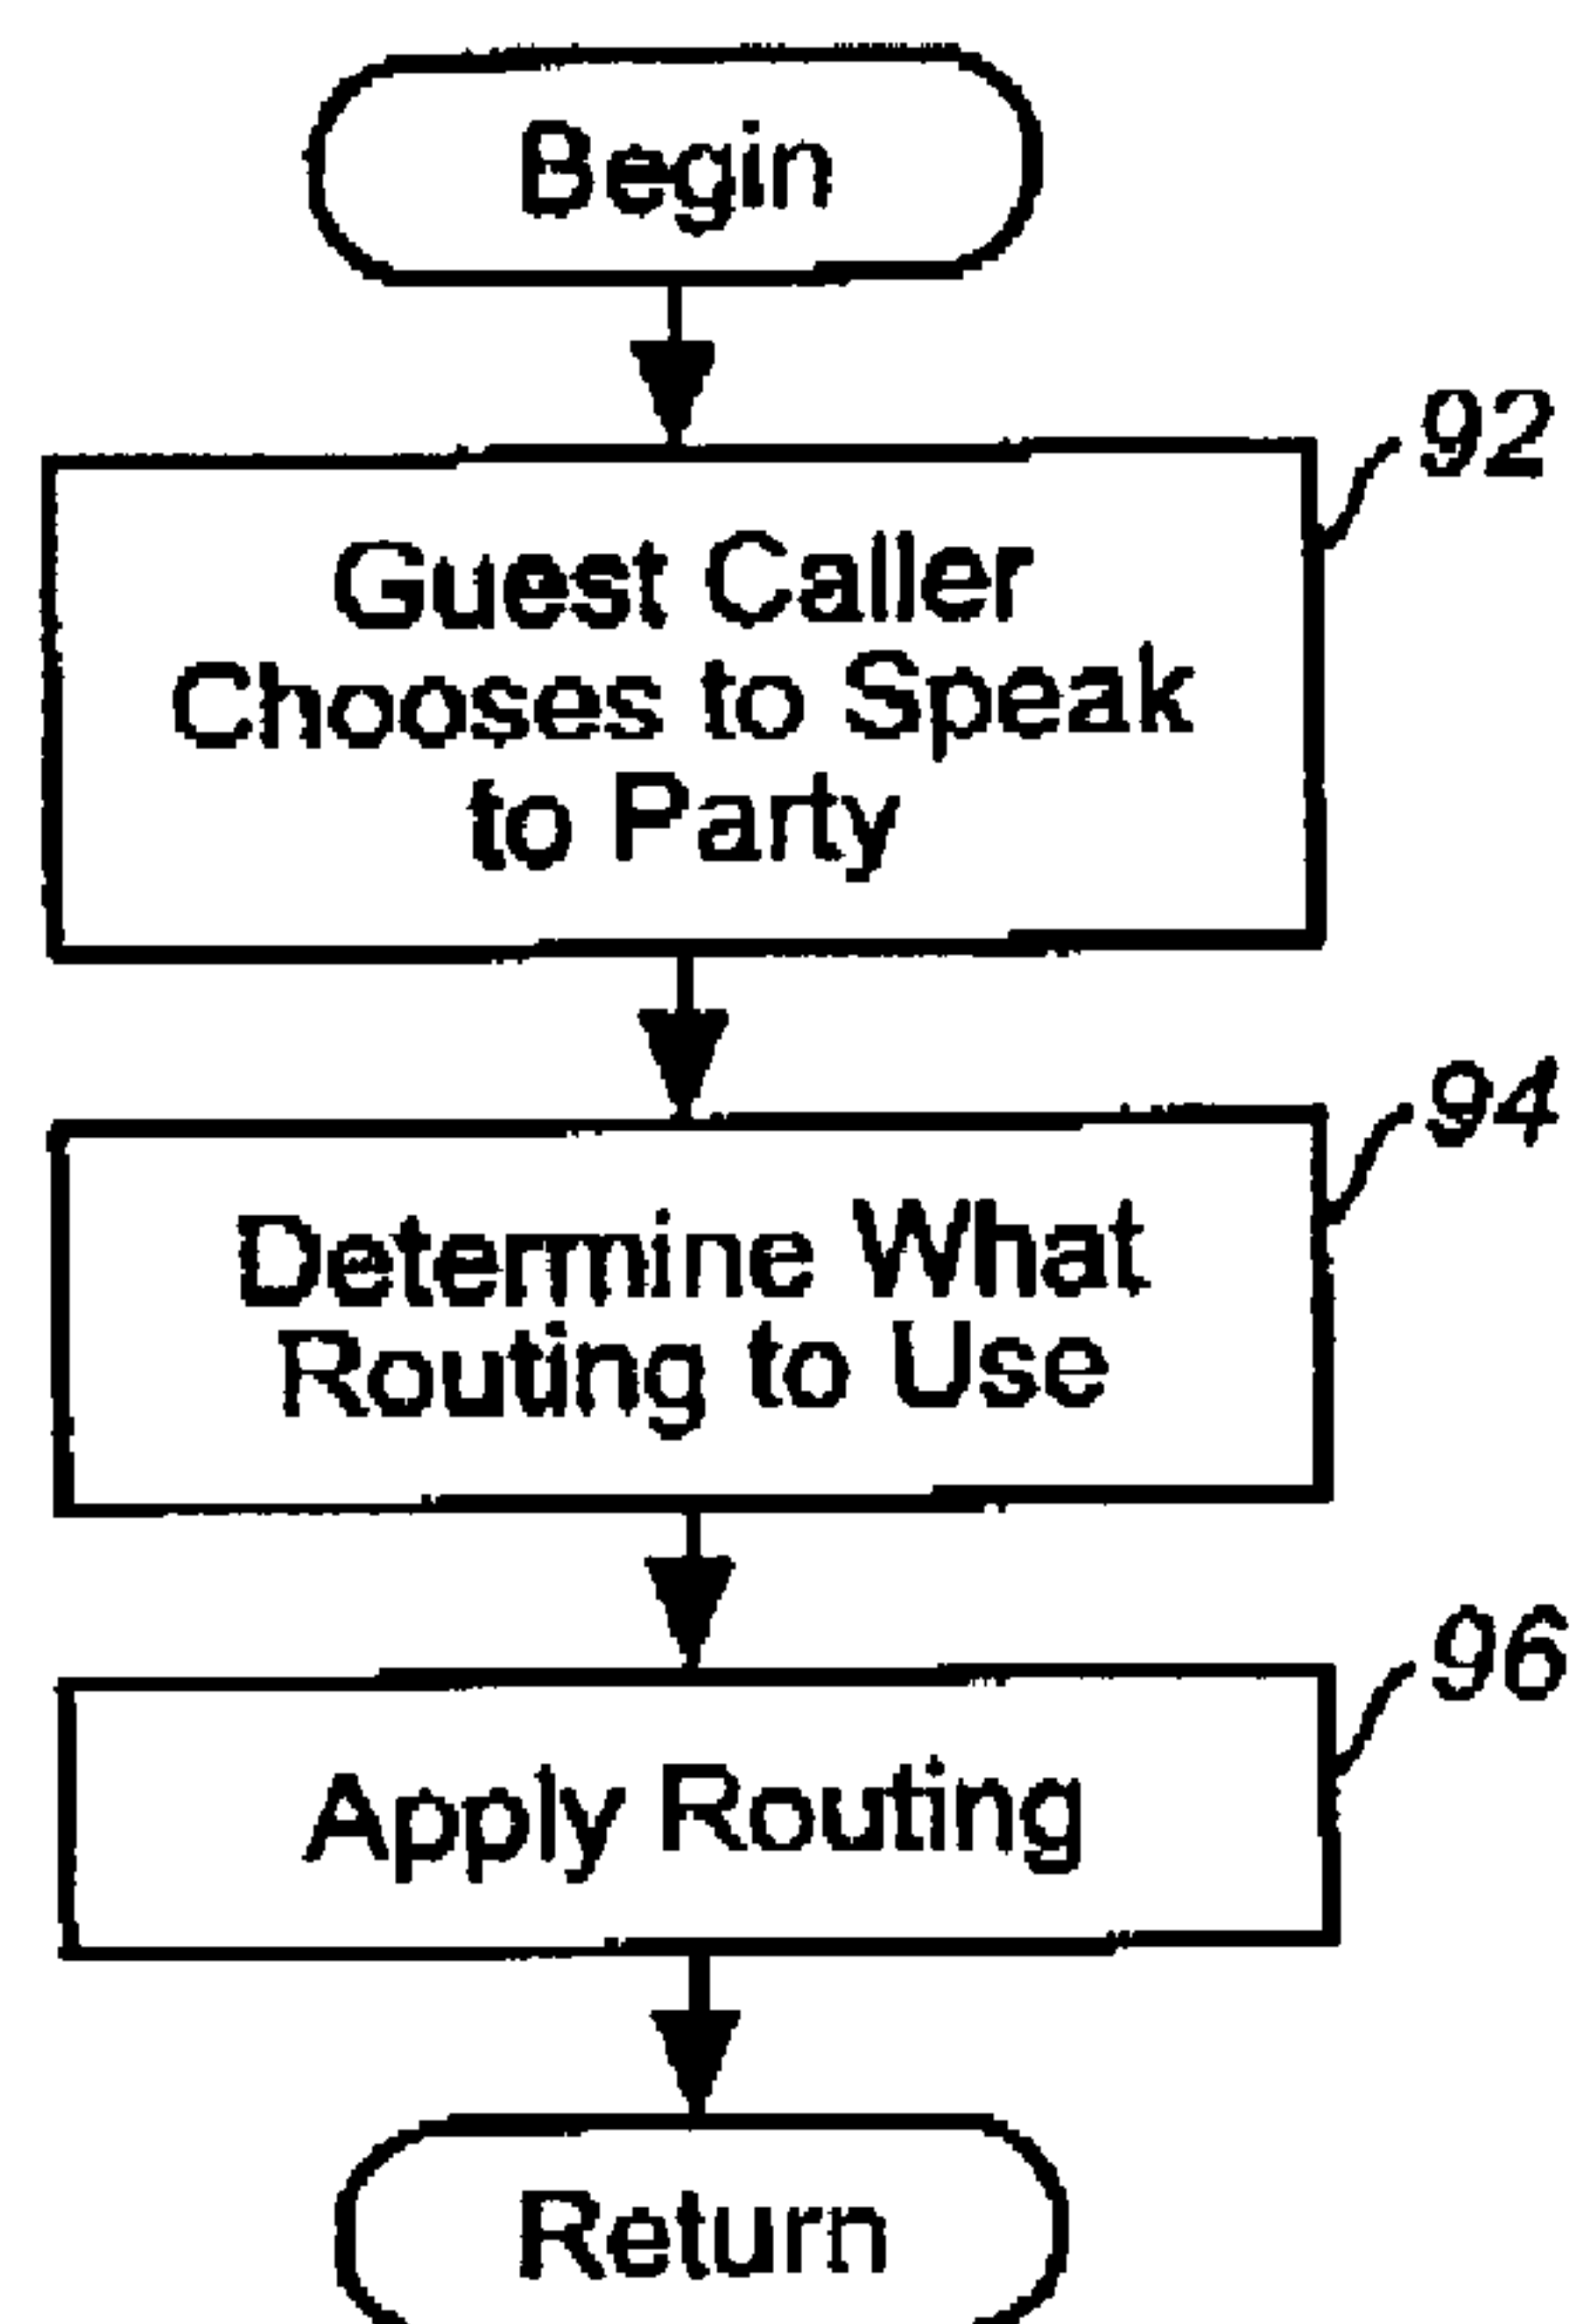 Begin
92
Guest Caller
Chooses to Speak
to Party
94
Determine What
Routing to Use
96
Apply Routing
Return